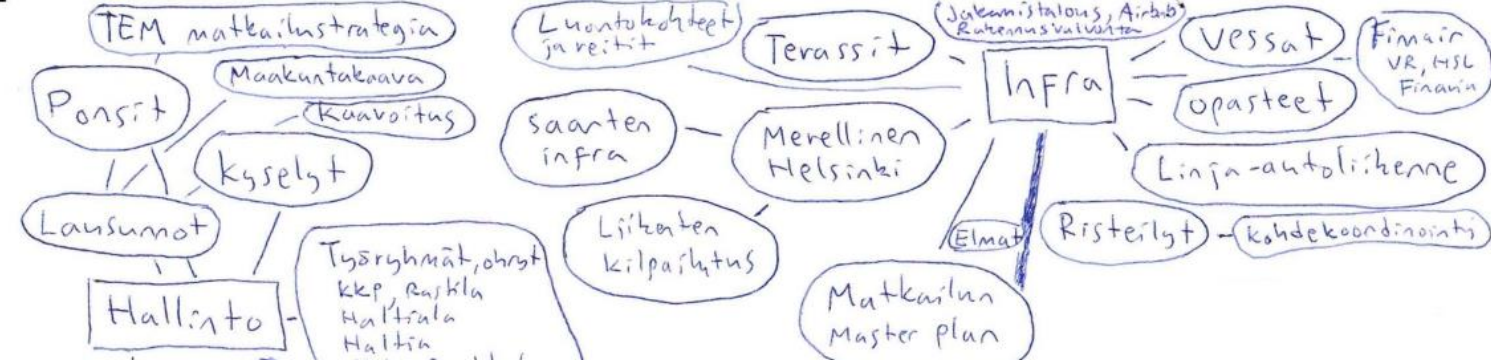 TEM matkailustrategia
Maakuntakaava
Kaavoitus
Ponsit
Kyselyt
Lausunnot
Hallinto
Työryhmät, ohryt
KKP, Rastila
Haltiala
Haltia
Luontokohteet
ja reitit
Terassit
Jakamistalous, Airbnb
Rakennusvalvonta
Infra
Vessat
Finnair
VR, HSL
Finavia
opasteet
saarten
infra
Merellinen
Helsinki
Linja-autoliikenne
Liikaten
kilpailutus
Elmat
Risteilyt
kohdekoordinointi
Matkailun
Master plan